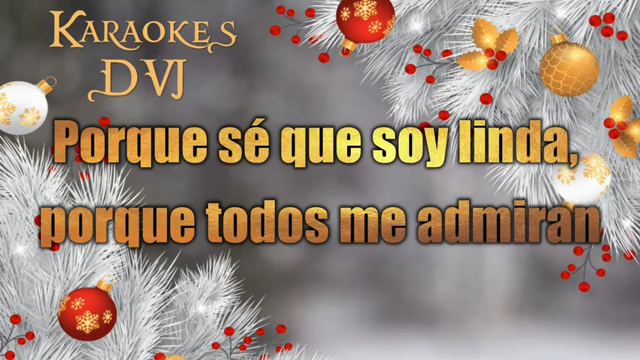 KARAOKES
DVJ
Porque sé que soy linda,
porque todos me admiran